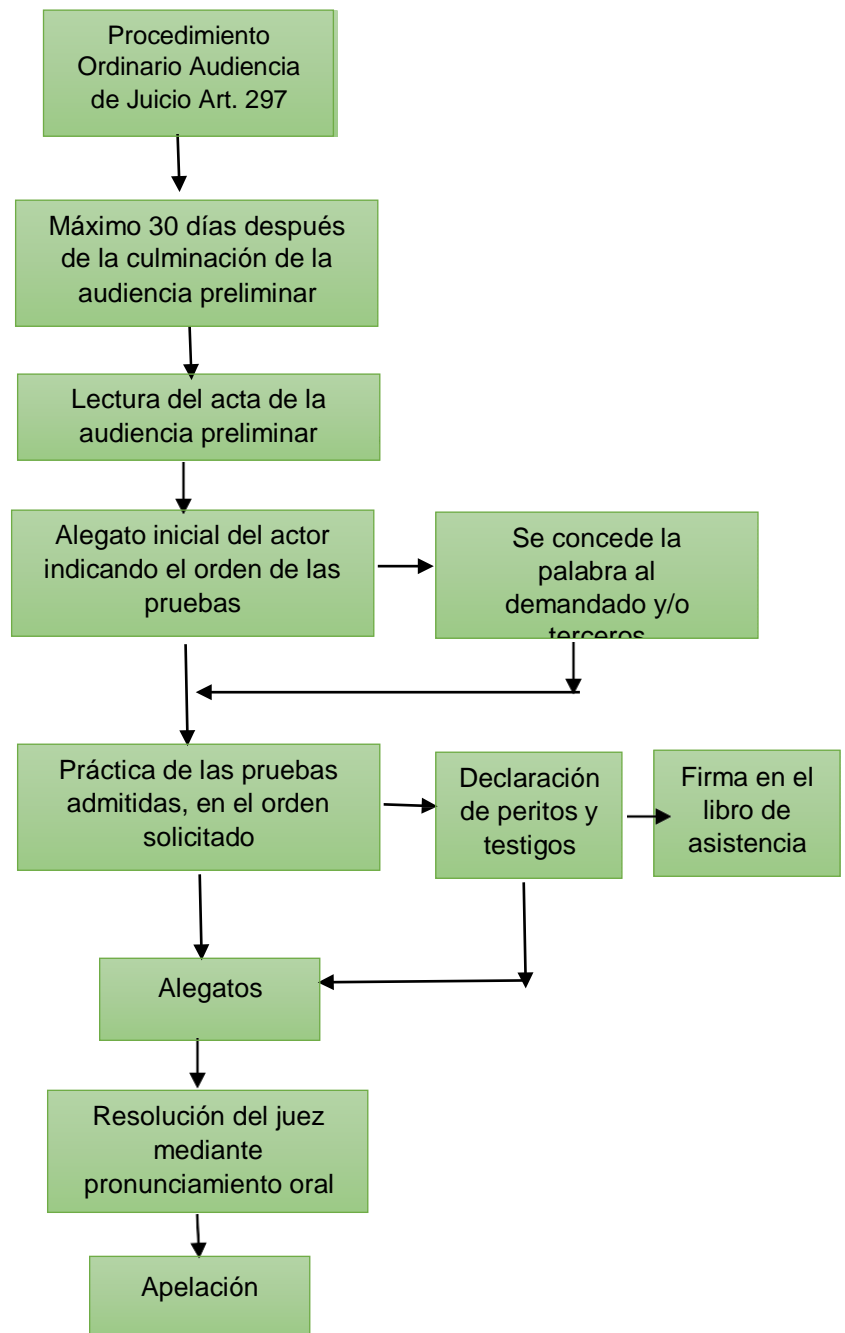 Procedimiento
Ordinario Audiencia
de Juicio Art. 297
Máximo 30 días después
de la culminación de la
audiencia preliminar
Lectura del acta de la
audiencia preliminar
Alegato inicial del actor
indicando el orden de las
pruebas
Se concede la
palabra al
demandado y/o
terceros
Práctica de las pruebas
admitidas, en el orden
solicitado
Declaración
de peritos y
testigos
Firma en el
libro de
asistencia
Alegatos
Resolución del juez
mediante
pronunciamiento oral
Apelación